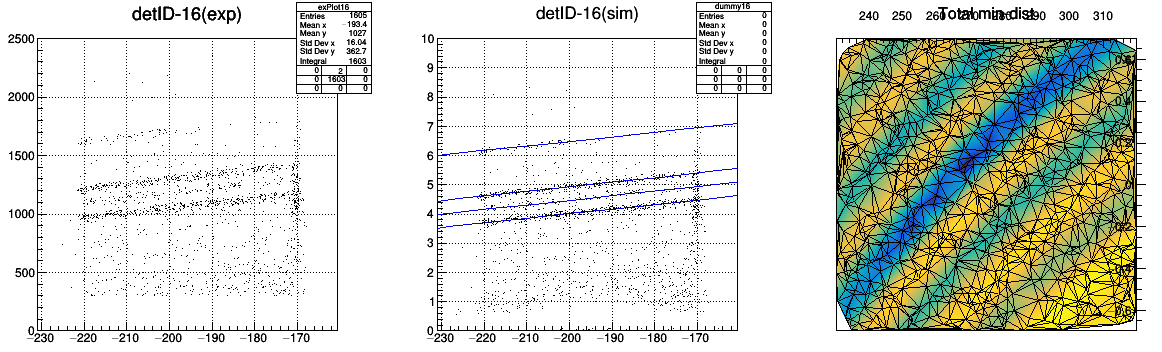 detID-16(exp)
exPlot16
Entries 1605
Mean x −193.4
Mean y 1027
Std Dev x 16.04
Std Dev y 362.7
Integral 1603
0 2 0
0 1603 0
0 0 0
2500
2000
1500
1000
500
0
−230 −220 −210 −200 −190 −180 −170
detID-16(sim)
dummy16
Entries 0
Mean x 0
Mean y 0
Std Dev x 0
Std Dev y 0
Integral 0
0 0 0
0 0 0
0 0 0
10
9
8
7
6
5
4
3
2
1
0
−230 −220 −210 −200 −190 −180 −170
Total min dist
240 250 260 270 280 290 300 310